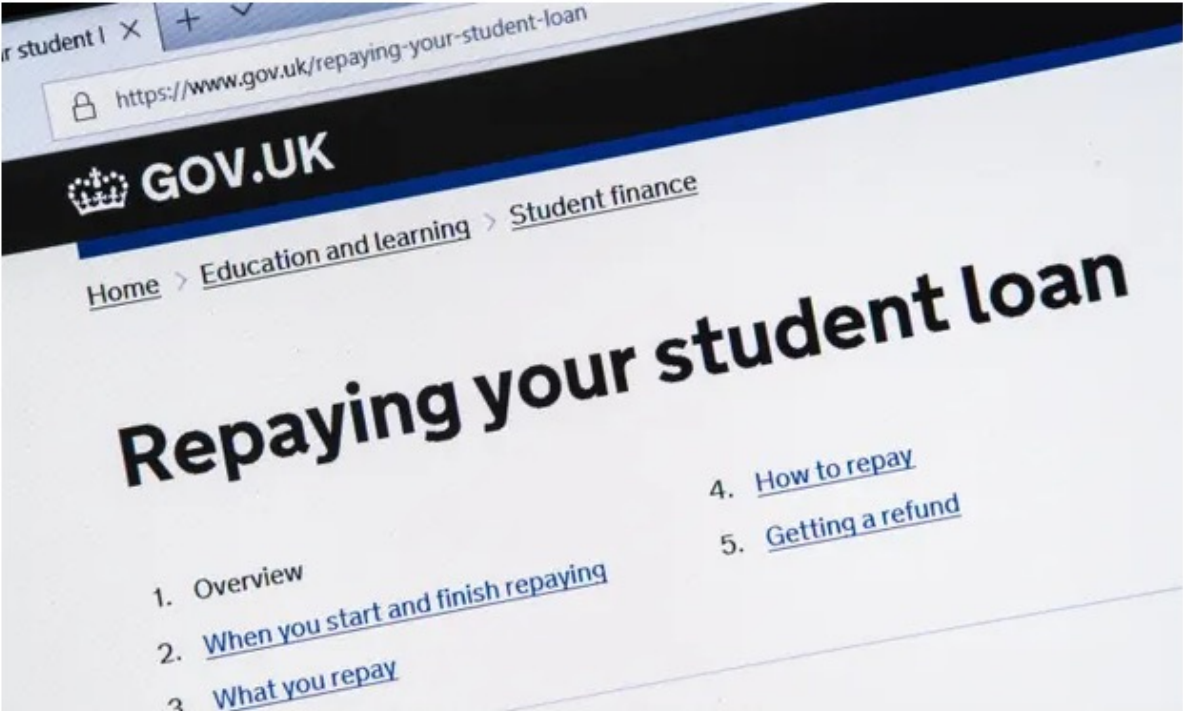 r student l
https://www.gov.uk/repaying-your-student-loan
GOV.UK
Home > Education and learning > Student finance
Repaying your student loan
1. Overview
2. When you start and finish repaying
3. What you repay
4. How to repay
5. Getting a refund